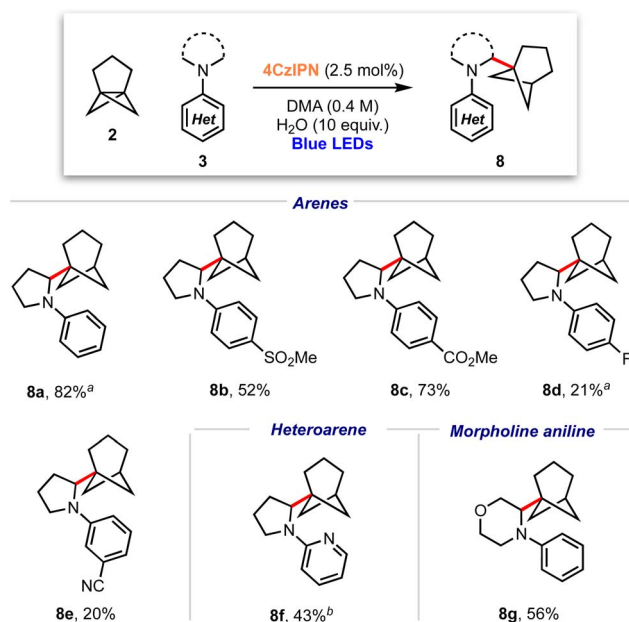 2
N
Het
3
4CzIPN (2.5 mol%)
DMA (0.4 M)
H₂O (10 equiv.)
Blue LEDs
N
Het
8
Arenes
N
8a, 82%ᵃ
N
SO₂Me
8b, 52%
N
CO₂Me
8c, 73%
N
F
8d, 21%ᵃ
Heteroarene
Morpholine aniline
N
NC
8e, 20%
N
N
8f, 43%ᵇ
O
N
8g, 56%